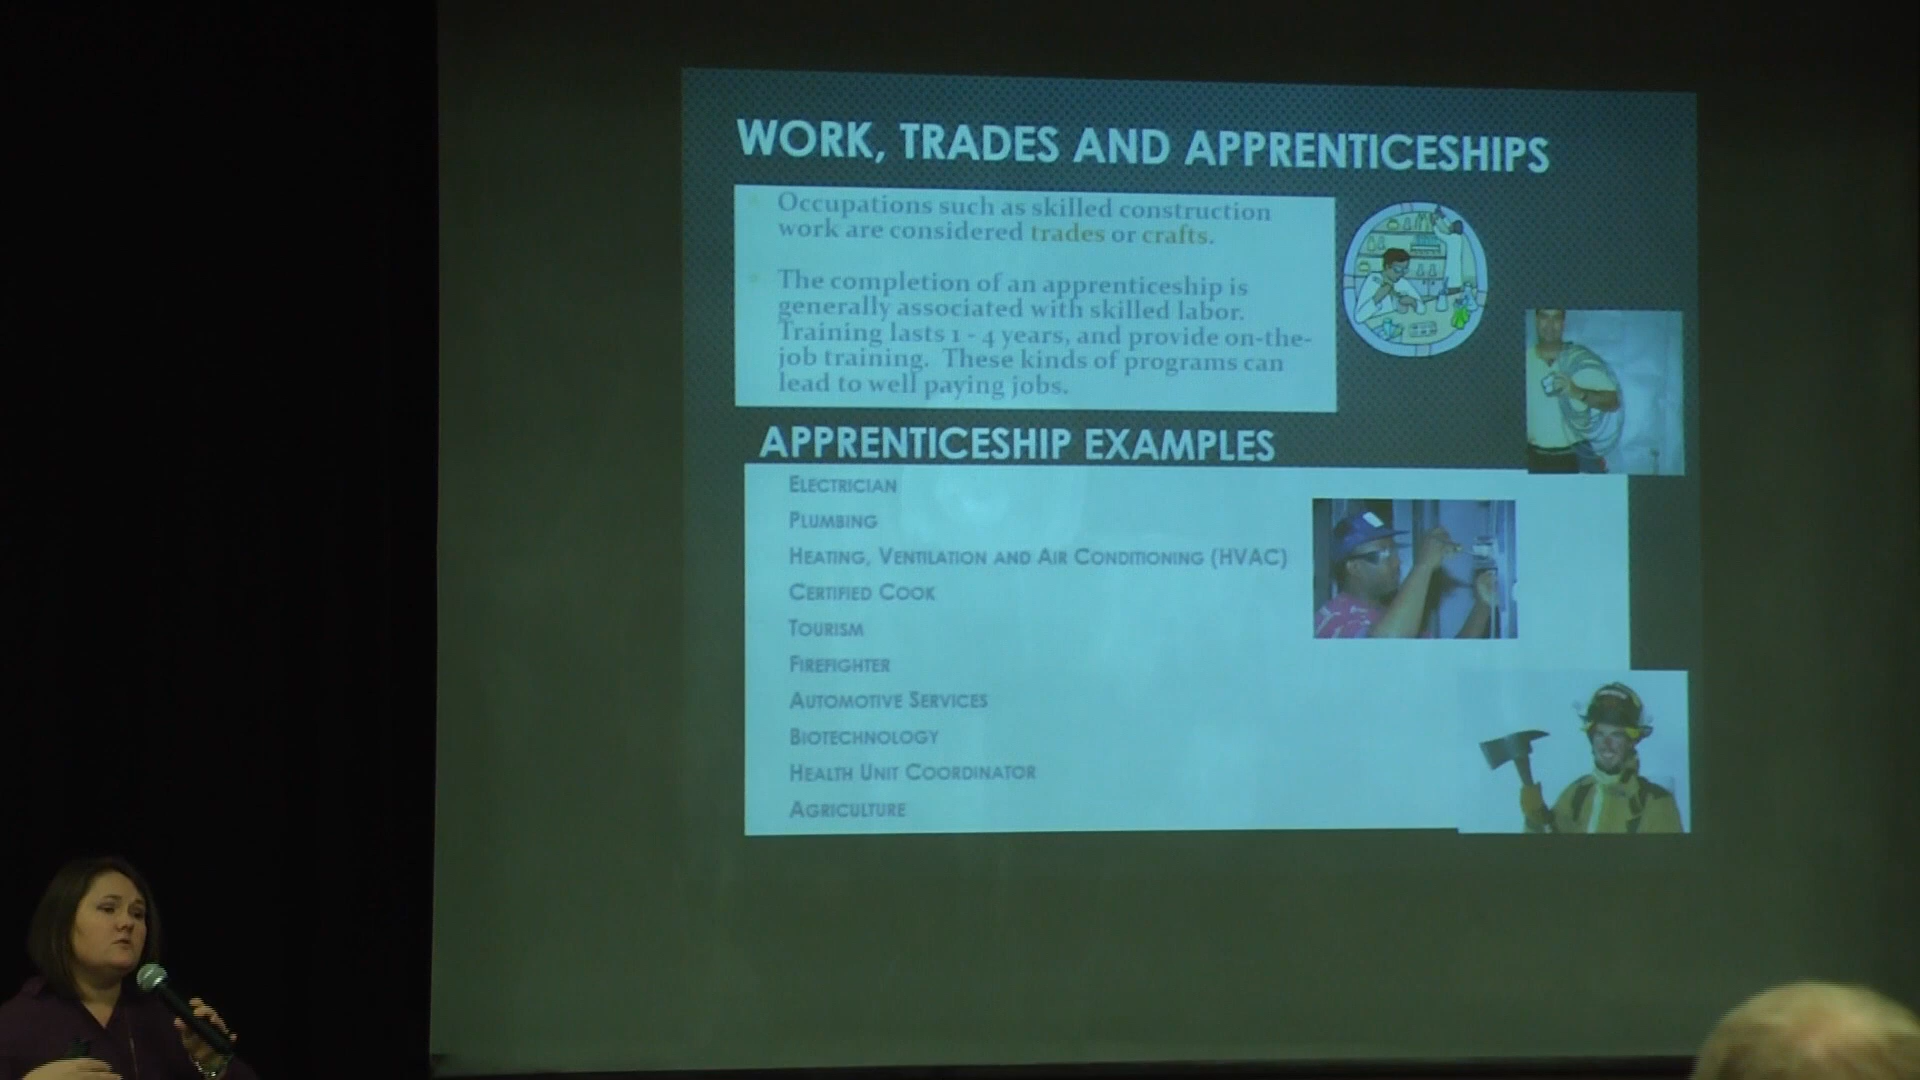 WORK, TRADES AND APPRENTICESHIPS
Occupations such as skilled construction
work are considered trades or crafts.
The completion of an apprenticeship is
generally associated with skilled labor.
Training lasts 1 - 4 years, and provide on-the-
job training. These kinds of programs can
lead to well paying jobs.
APPRENTICESHIP EXAMPLES
ELECTRICIAN
PLUMBING
HEATING, VENTILATION AND AIR CONDITIONING (HVAC)
CERTIFIED COOK
TOURISM
FIREFIGHTER
AUTOMOTIVE SERVICES
BIOTECHNOLOGY
HEALTH UNIT COORDINATOR
AGRICULTURE